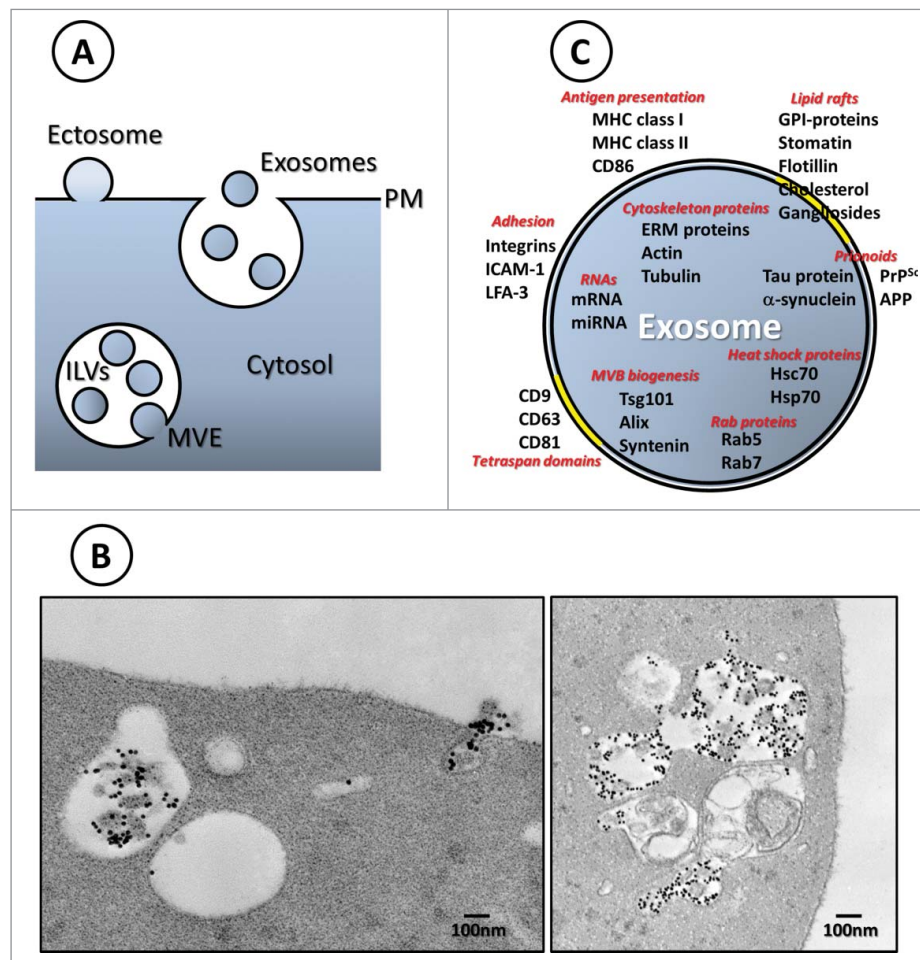 A
Ectosome
Exosomes
PM
ILVs
Cytosol
MVE
C
Antigen presentation
MHC class I
MHC class II
CD86
Lipid rafts
GPI-proteins
Stomatin
Flotillin
Cholesterol
Gangliosides
Adhesion
Integrins
ICAM-1
LFA-3
Cytoskeleton proteins
ERM proteins
Actin
Tubulin
RNAs
mRNA
miRNA
Prionoids
Tau protein PrPSc
α-synuclein APP
Exosome
Heat shock proteins
Hsc70
Hsp70
MVB biogenesis
Tsg101
Alix
Syntenin
Rab proteins
Rab5
Rab7
CD9
CD63
CD81
Tetraspan domains
B
100nm
100nm